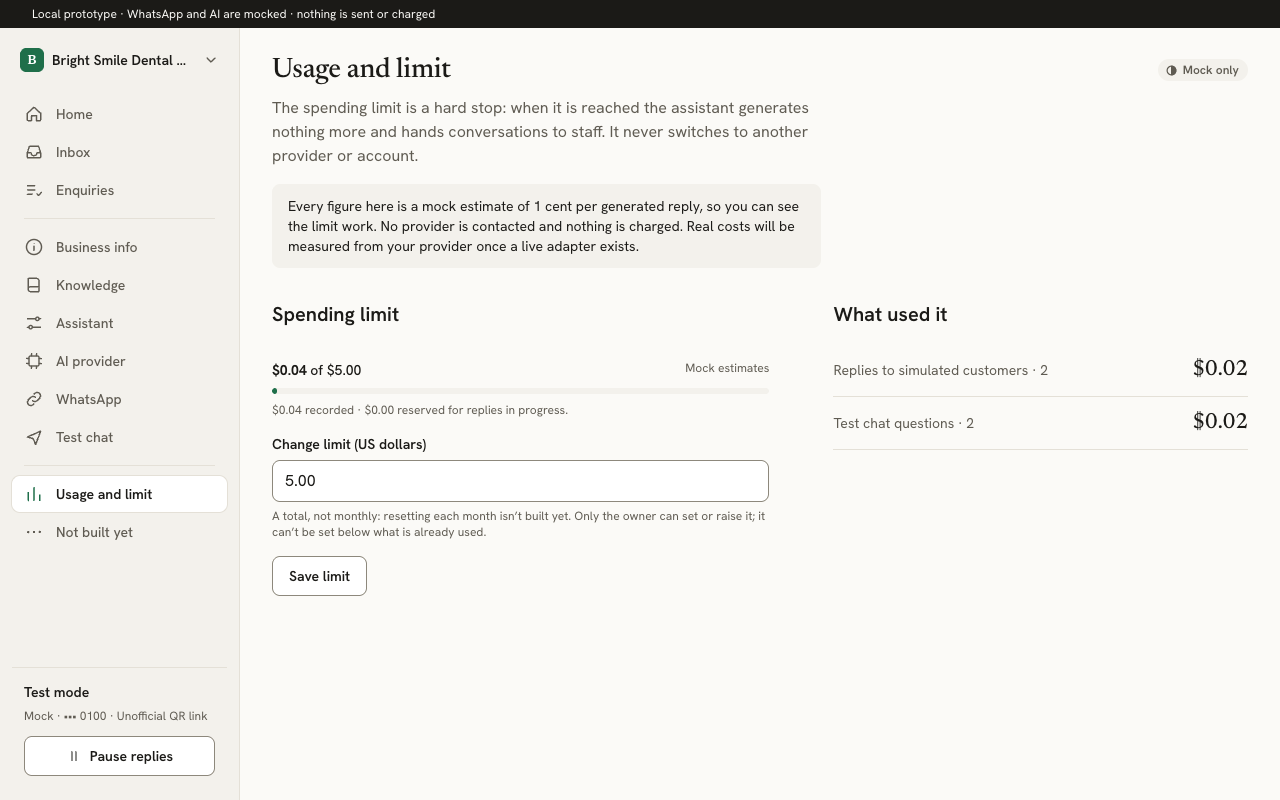 Local prototype · WhatsApp and AI are mocked · nothing is sent or charged
B
Bright Smile Dental ...
Home
Inbox
Enquiries
Business info
Knowledge
Assistant
AI provider
WhatsApp
Test chat
Usage and limit
Not built yet
Test mode
Mock · ••• 0100 · Unofficial QR link
Pause replies
Usage and limit
Mock only
The spending limit is a hard stop: when it is reached the assistant generates
nothing more and hands conversations to staff. It never switches to another
provider or account.
Every figure here is a mock estimate of 1 cent per generated reply, so you can see
the limit work. No provider is contacted and nothing is charged. Real costs will be
measured from your provider once a live adapter exists.
Spending limit
$0.04 of $5.00
Mock estimates
$0.04 recorded · $0.00 reserved for replies in progress.
Change limit (US dollars)
5.00
A total, not monthly: resetting each month isn’t built yet. Only the owner can set or raise it; it
can’t be set below what is already used.
Save limit
What used it
Replies to simulated customers · 2
$0.02
Test chat questions · 2
$0.02